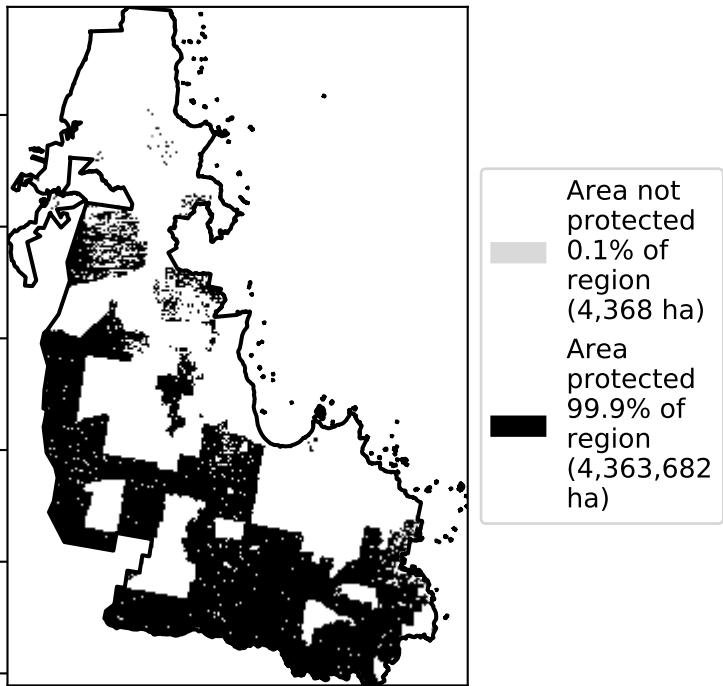 Area not
protected
0.1% of
region
(4,368 ha)
Area
protected
99.9% of
region
(4,363,682
ha)